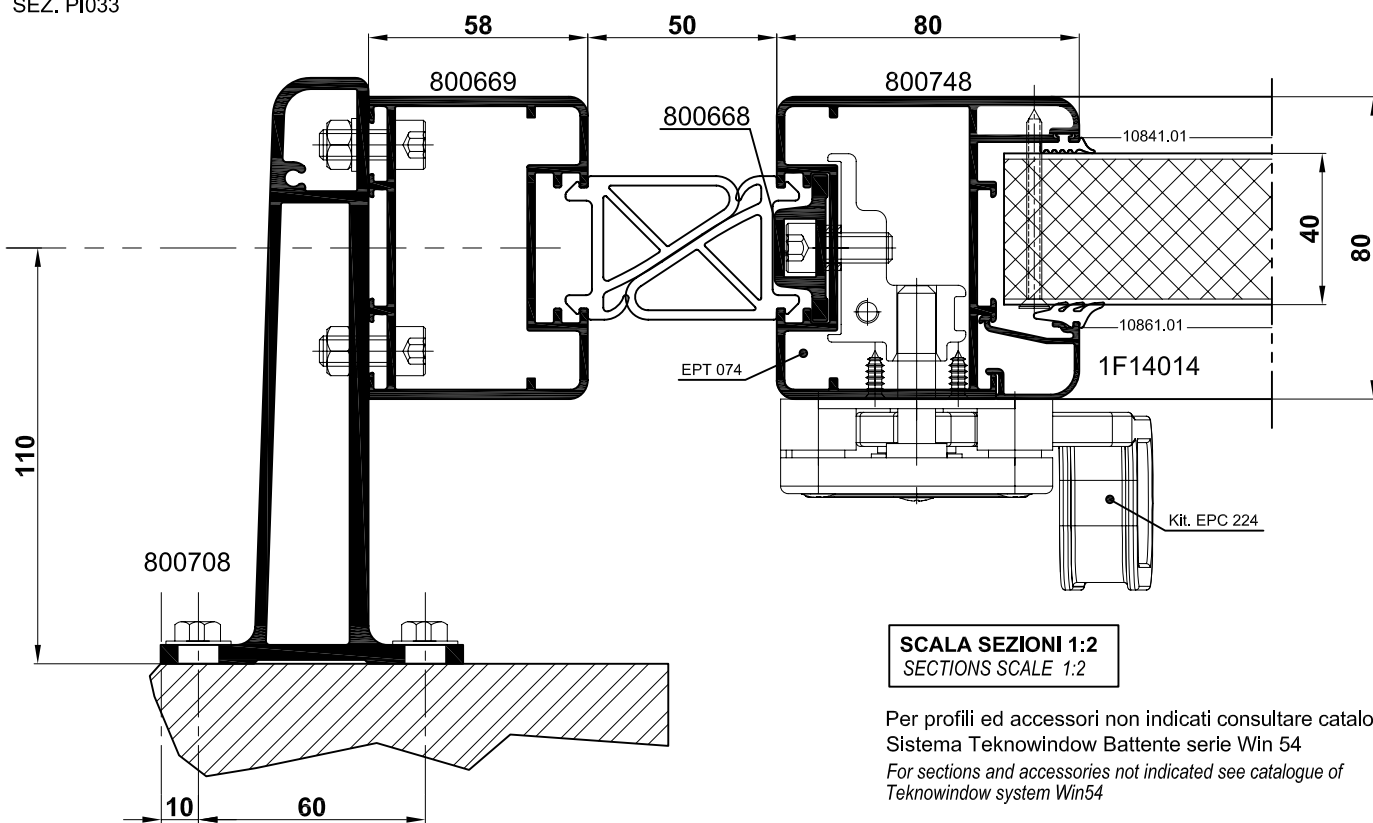 SEZ. PI033
58
50
80
800669
800748
800668
10841.01
40
80
10861.01
EPT 074
1F14014
110
Kit. EPC 224
800708
SCALA SEZIONI 1:2
SECTIONS SCALE 1:2
Per profili ed accessori non indicati consultare catalo
Sistema Teknowindow Battente serie Win 54
For sections and accessories not indicated see catalogue of
Teknowindow system Win54
10
60